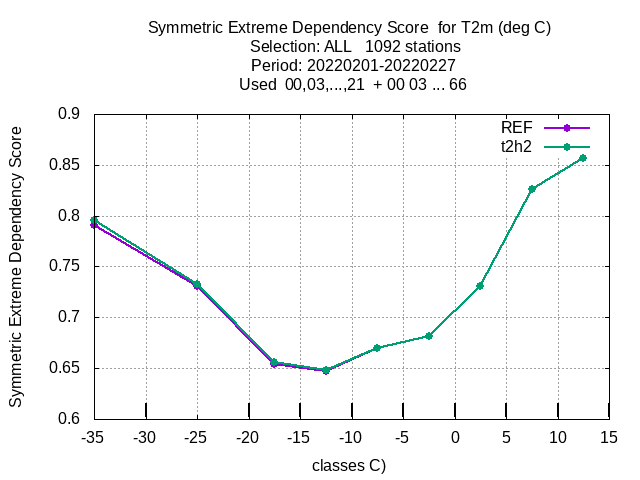 Symmetric Extreme Dependency Score  for T2m (deg C)
Selection: ALL   1092 stations
Period: 20220201-20220227
Used  00,03,...,21  + 00 03 ... 66
Symmetric Extreme Dependency Score
0.9
0.85
0.8
0.75
0.7
0.65
0.6
REF
t2h2
-35 -30 -25 -20 -15 -10 -5 0 5 10 15
classes C)